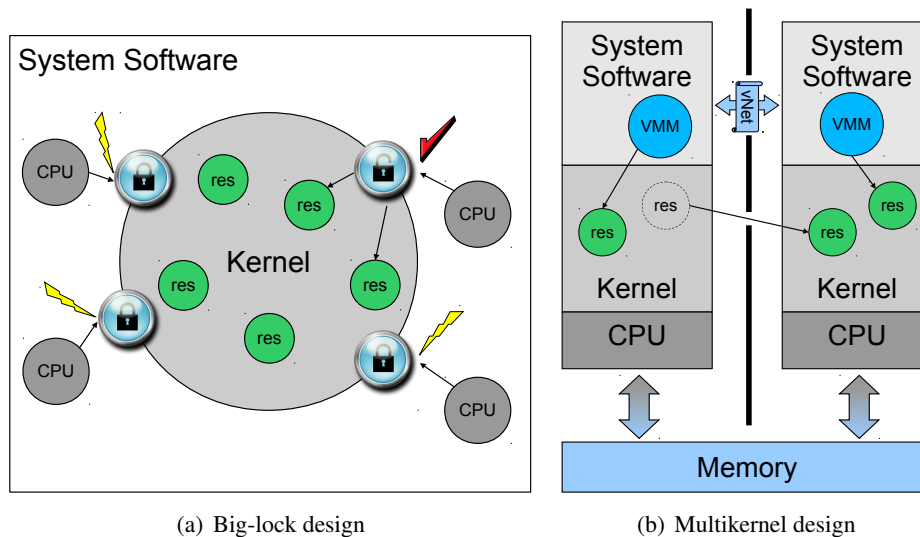 System Software
CPU
res
res
CPU
Kernel
res
res
res
CPU
CPU
(a) Big-lock design
System
Software
System
Software
vNet
VMM
VMM
res
res
res
res
Kernel
Kernel
CPU
CPU
Memory
(b) Multikernel design